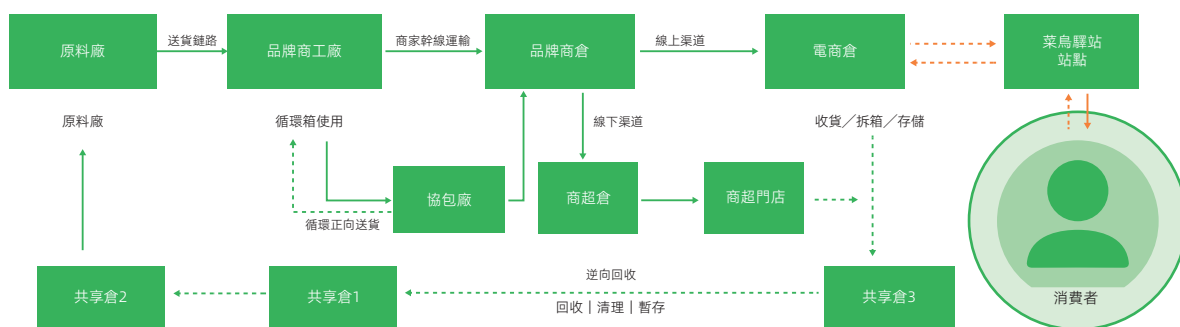 原料廠
送貨鏈路
品牌商工廠
商家幹線運輸
品牌商倉
線上渠道
電商倉
菜鳥驛站
站點
原料廠
循環箱使用
線下渠道
收貨／拆箱／存儲
協包廠
商超倉
商超門店
循環正向送貨
逆向回收
共享倉2
共享倉1
回收｜清理｜暫存
共享倉3
消費者